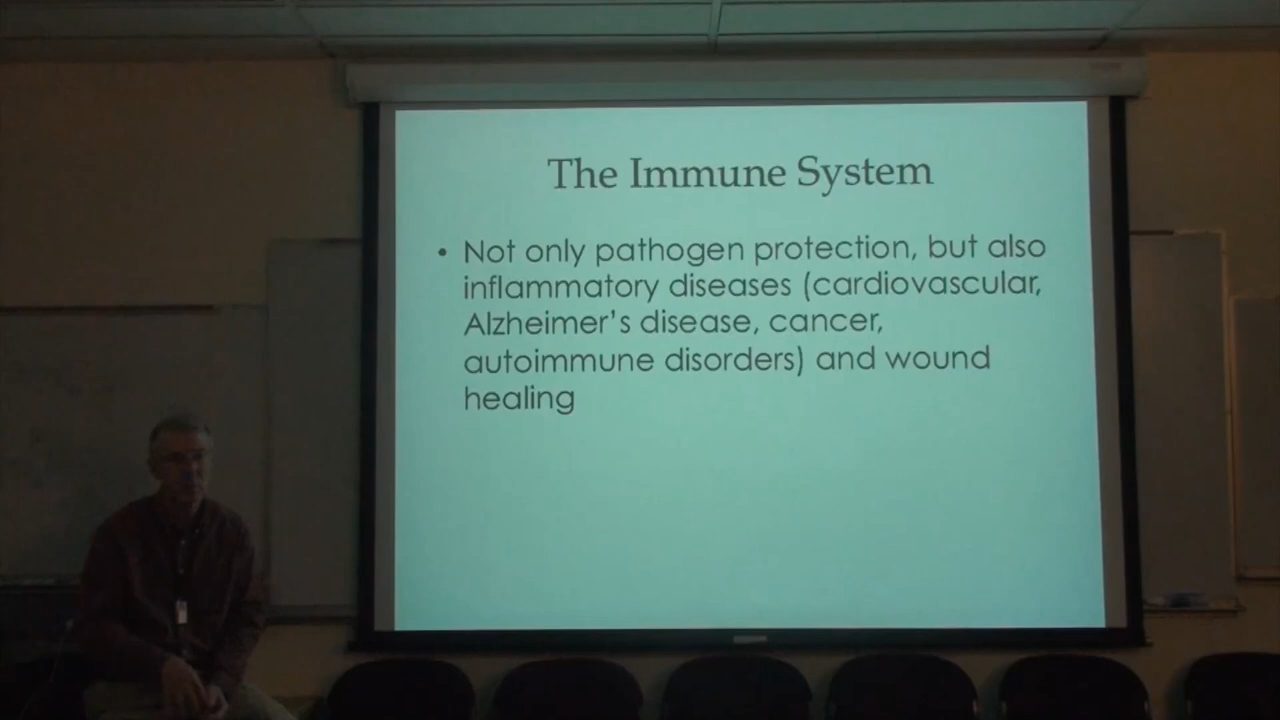 The Immune System
• Not only pathogen protection, but also
inflammatory diseases (cardiovascular,
Alzheimer’s disease, cancer,
autoimmune disorders) and wound
healing